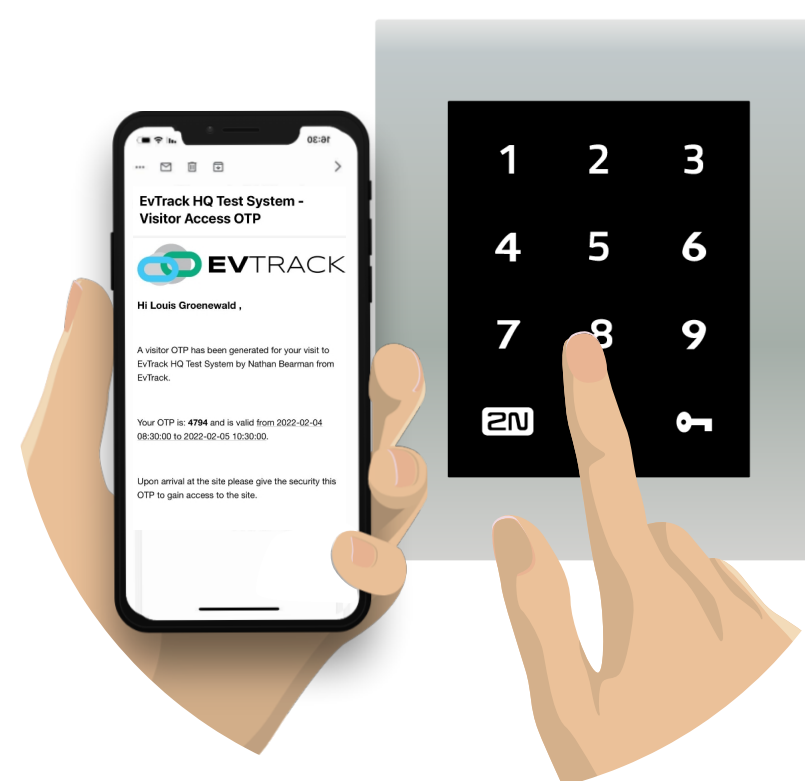 16:30
EvTrack HQ Test System -
Visitor Access OTP
EVTRACK
Hi Louis Groenewald ,
A visitor OTP has been generated for your visit to
EvTrack HQ Test System by Nathan Bearman from
EvTrack.
Your OTP is: 4794 and is valid from 2022-02-04
08:30:00 to 2022-02-05 10:30:00.
Upon arrival at the site please give the security this
OTP to gain access to the site.
1 2 3
4 5 6
7 8 9
2N